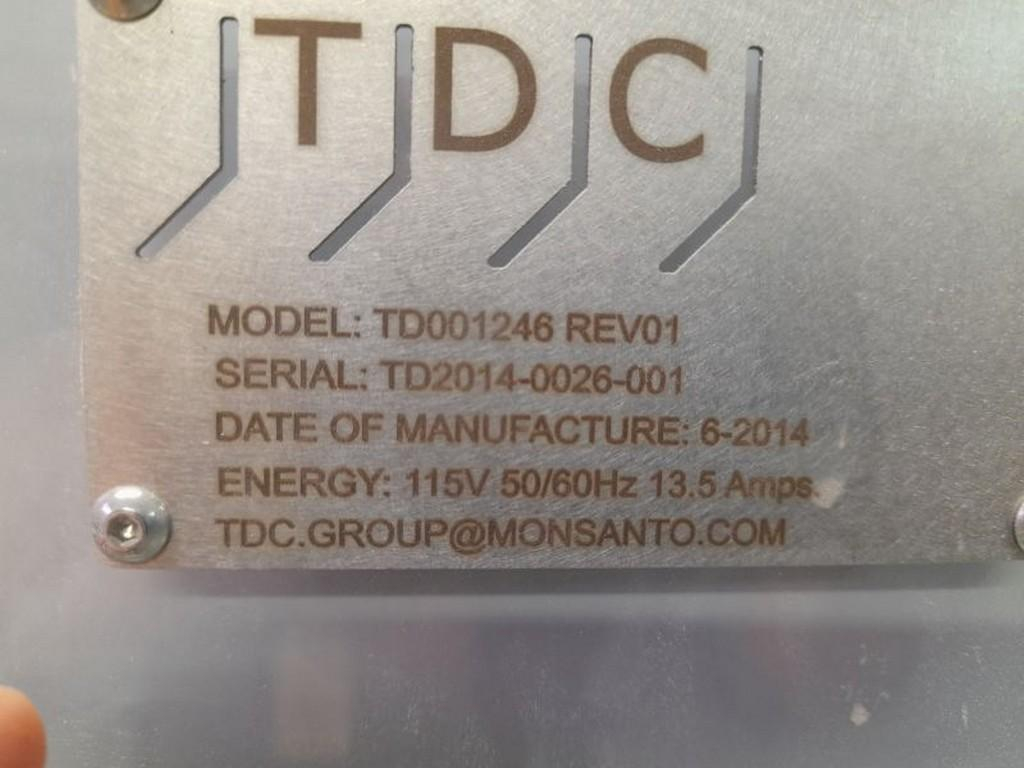 TDC
MODEL: TD001246 REV01
SERIAL: TD2014-0026-001
DATE OF MANUFACTURE: 6-2014
ENERGY: 115V 50/60Hz 13.5 Amps.
TDC.GROUP@MONSANTO.COM